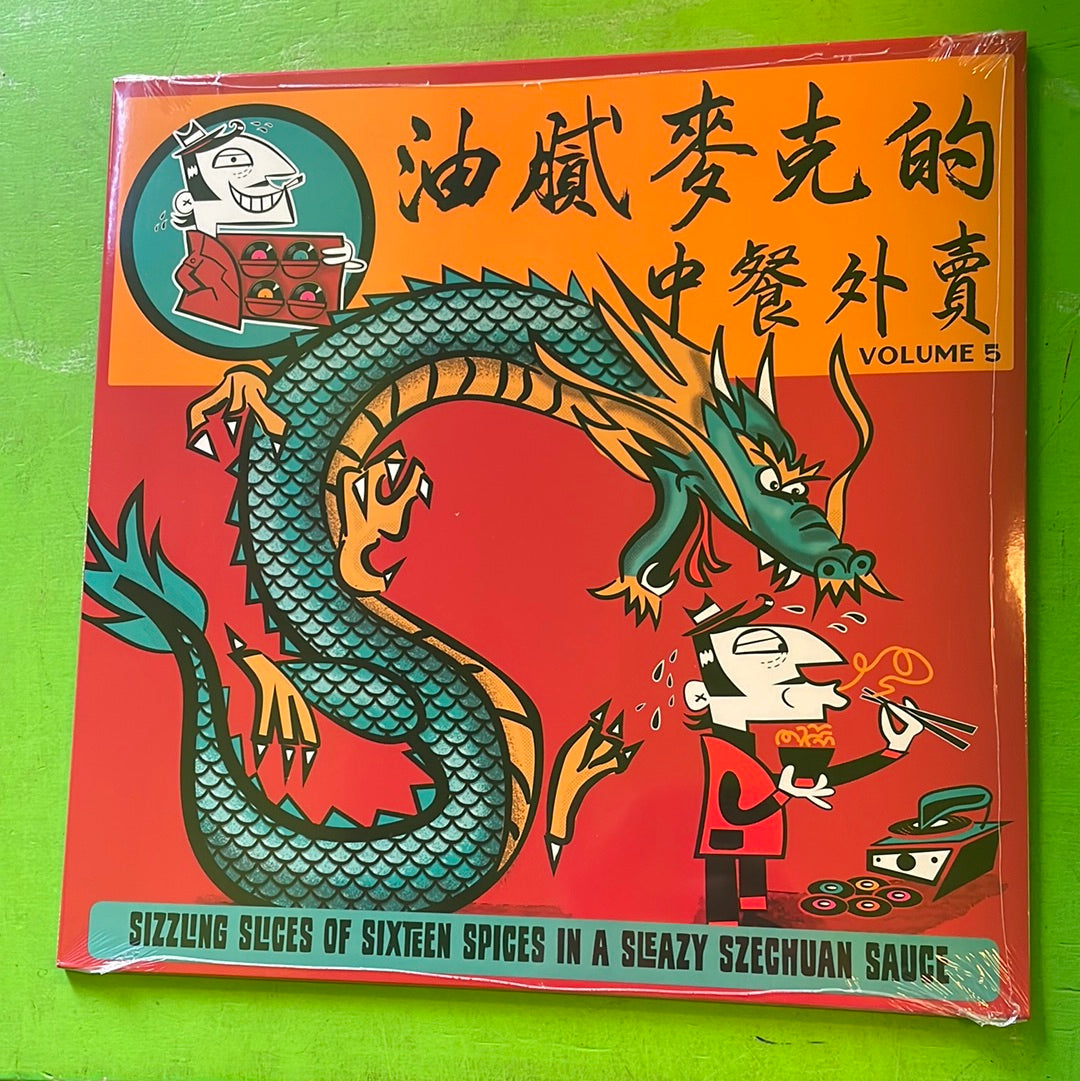 油膩麥克的
中餐外賣
VOLUME 5
SIZZLING SLICES OF SIXTEEN SPICES IN A SLEAZY SZECHUAN SAUCE